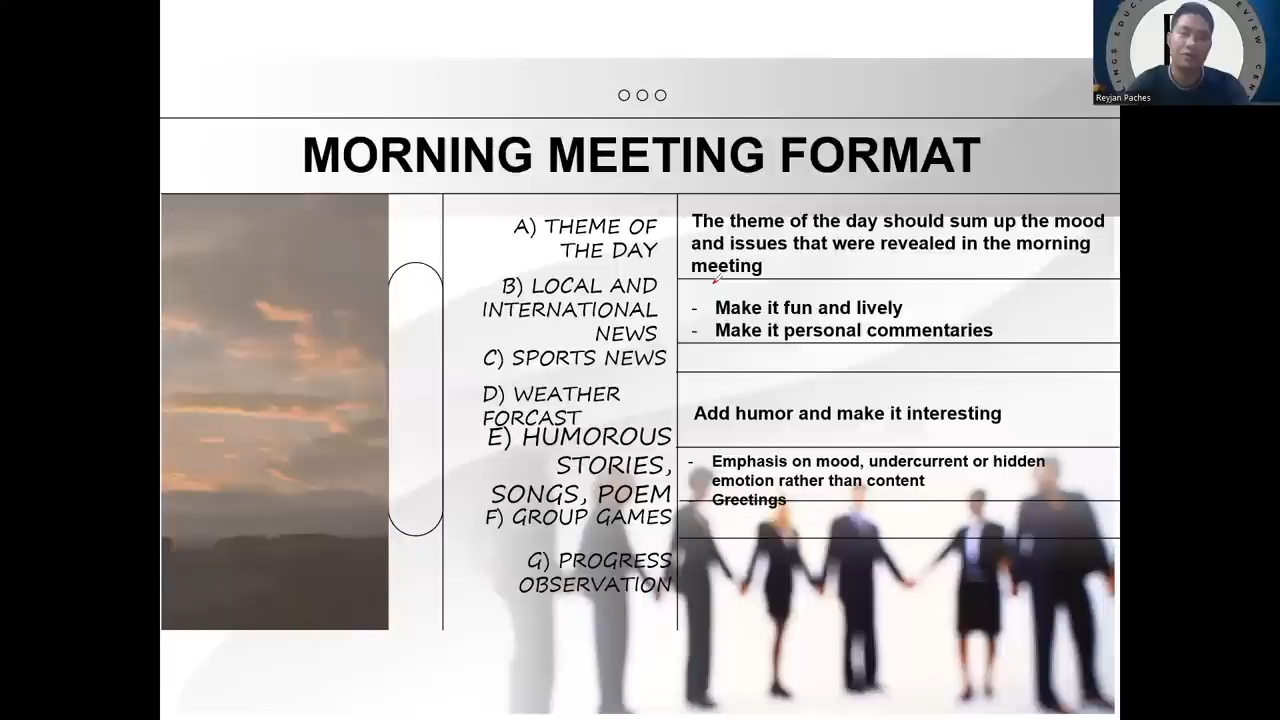 MORNING MEETING FORMAT
A) THEME OF
THE DAY
The theme of the day should sum up the mood
and issues that were revealed in the morning
meeting
B) LOCAL AND
INTERNATIONAL
NEWS
- Make it fun and lively
- Make it personal commentaries
C) SPORTS NEWS
D) WEATHER
FORCAST
Add humor and make it interesting
E) HUMOROUS
STORIES,
SONGS, POEM
- Emphasis on mood, undercurrent or hidden
emotion rather than content
- Greetings
F) GROUP GAMES
G) PROGRESS
OBSERVATION
Reyjan Paches